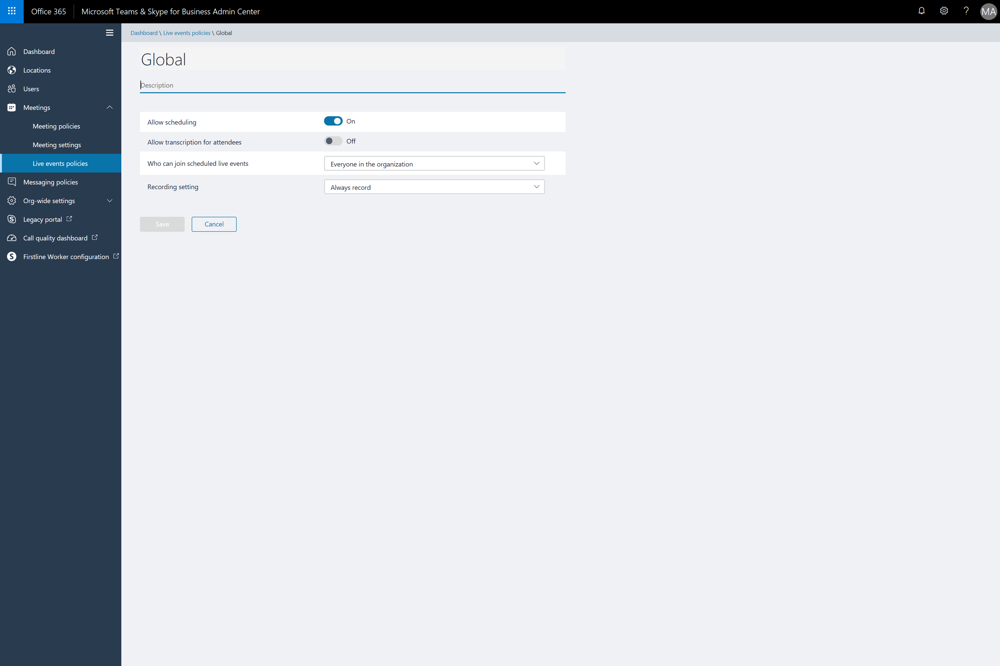 Office 365
Microsoft Teams & Skype for Business Admin Center
MA
Dashboard \ Live events policies \ Global
Dashboard
Locations
Users
Meetings
Meeting policies
Meeting settings
Live events policies
Messaging policies
Org-wide settings
Legacy portal
Call quality dashboard
Firstline Worker configuration
Global
Description
Allow scheduling On
Allow transcription for attendees Off
Who can join scheduled live events Everyone in the organization
Recording setting Always record
Save Cancel